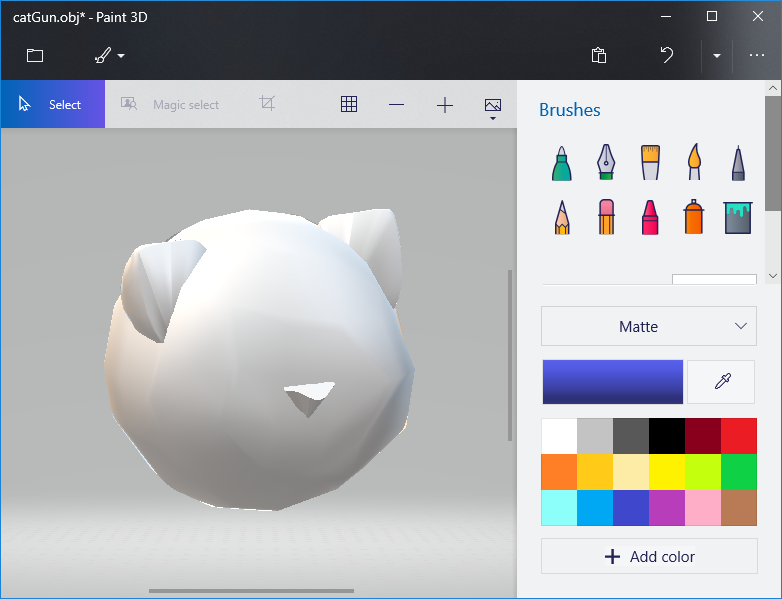 catGun.obj* - Paint 3D
Select
Magic select
Brushes
Matte
Add color